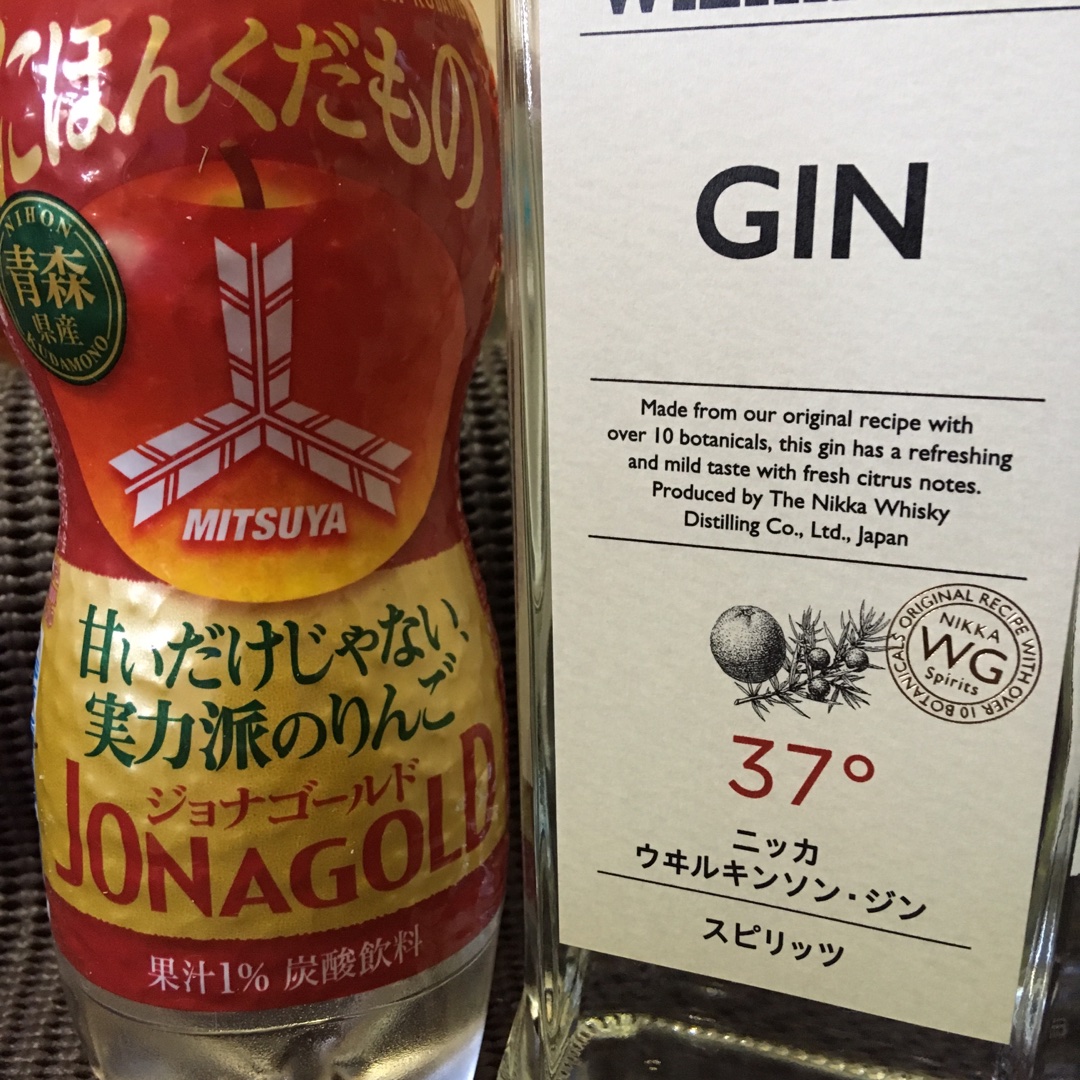 にほんくだもの
NIHON
青森
県産
KUDAMONO
MITSUYA
甘いだけじゃない、
実力派のりんご
ジョナゴールド
JONAGOLD
果汁1% 炭酸飲料
GIN
Made from our original recipe with
over 10 botanicals, this gin has a refreshing
and mild taste with fresh citrus notes.
Produced by The Nikka Whisky
Distilling Co., Ltd., Japan
ORIGINAL RECIPE WITH OVER 10 BOTANICALS
NIKKA
WG
Spirits
37°
ニッカ
ウヰルキンソン・ジン
スピリッツ